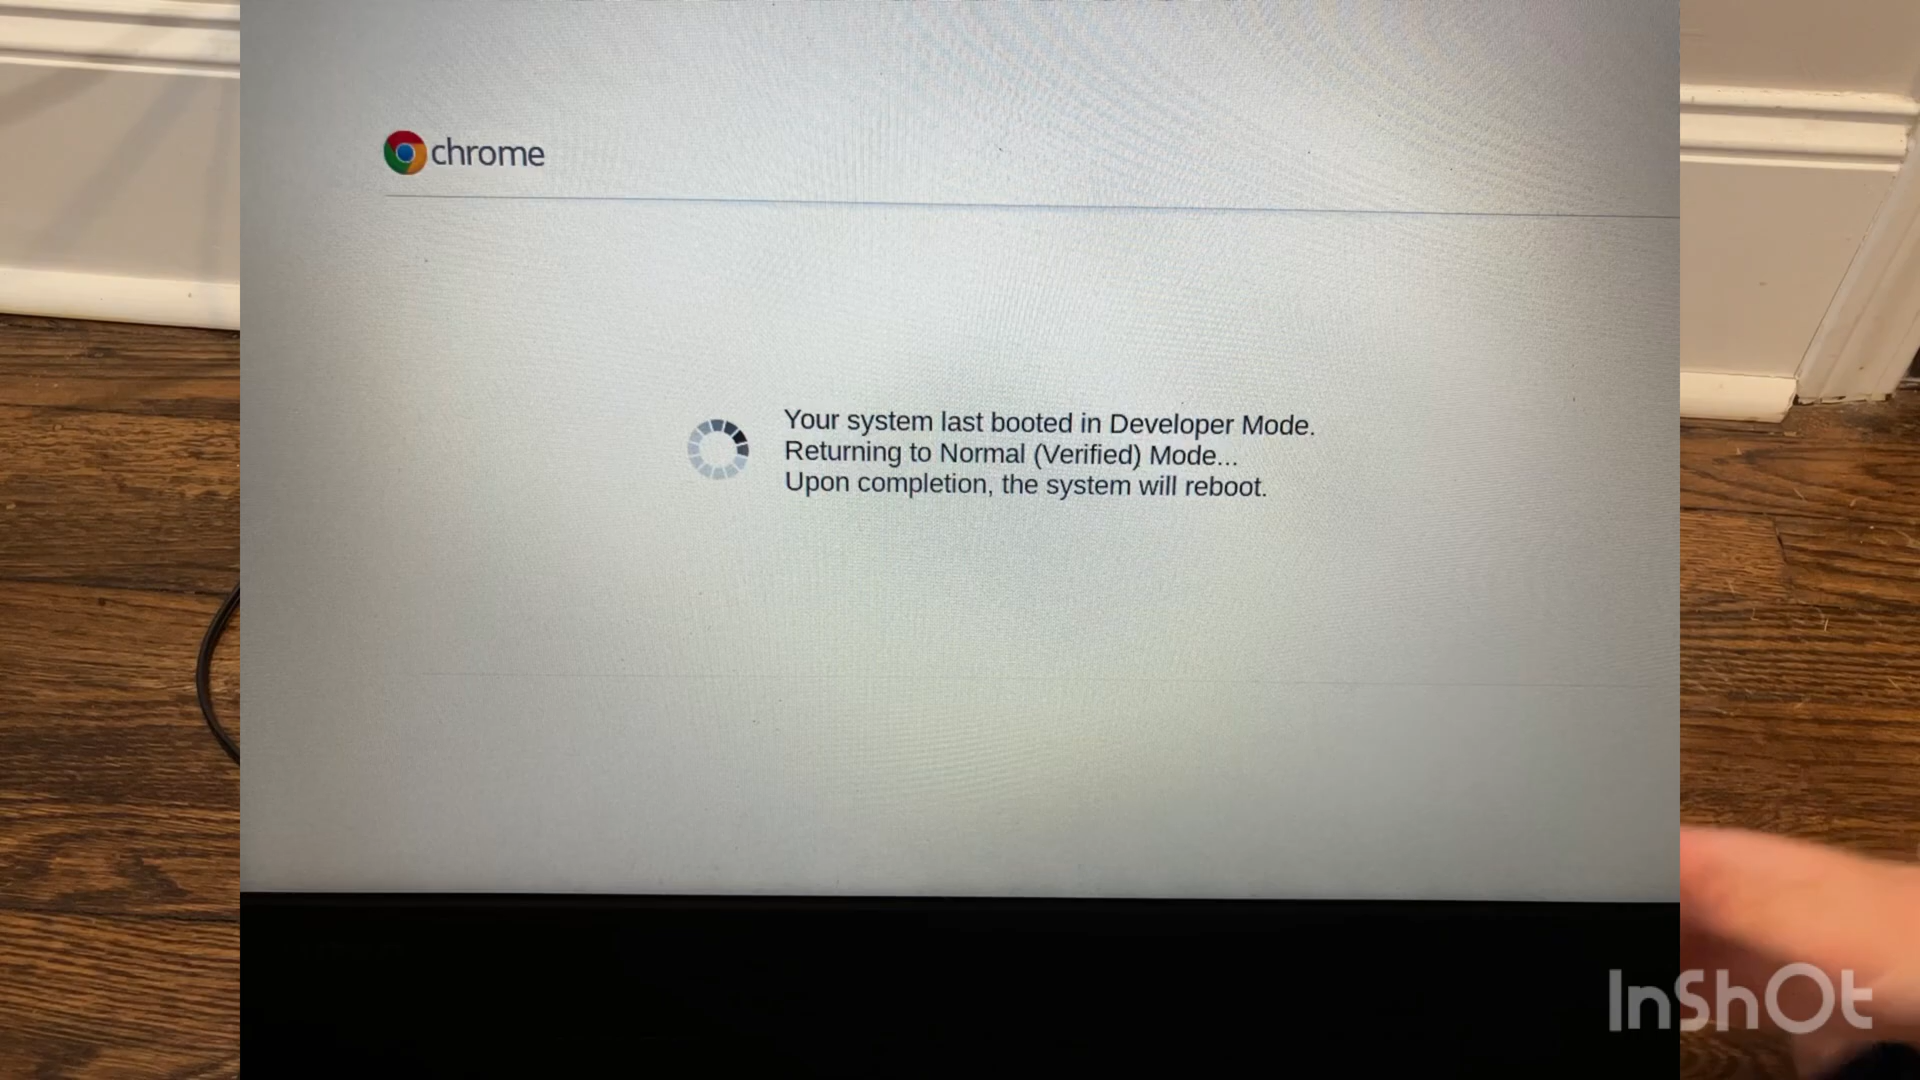 chrome
Your system last booted in Developer Mode.
Returning to Normal (Verified) Mode...
Upon completion, the system will reboot.
InShOt